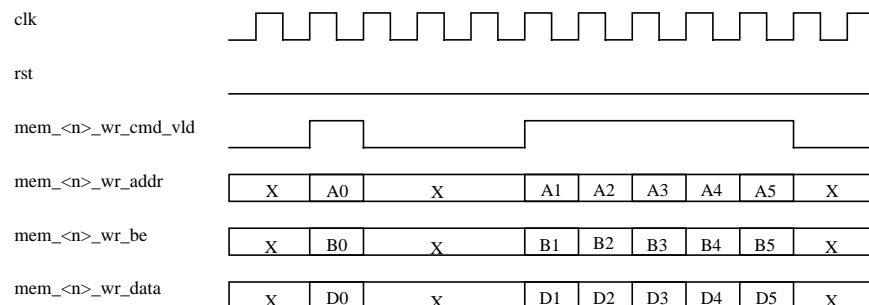 clk
rst
mem_<n>_wr_cmd_vld
mem_<n>_wr_addr X A0 X A1 A2 A3 A4 A5 X
mem_<n>_wr_be X B0 X B1 B2 B3 B4 B5 X
mem_<n>_wr_data X D0 X D1 D2 D3 D4 D5 X